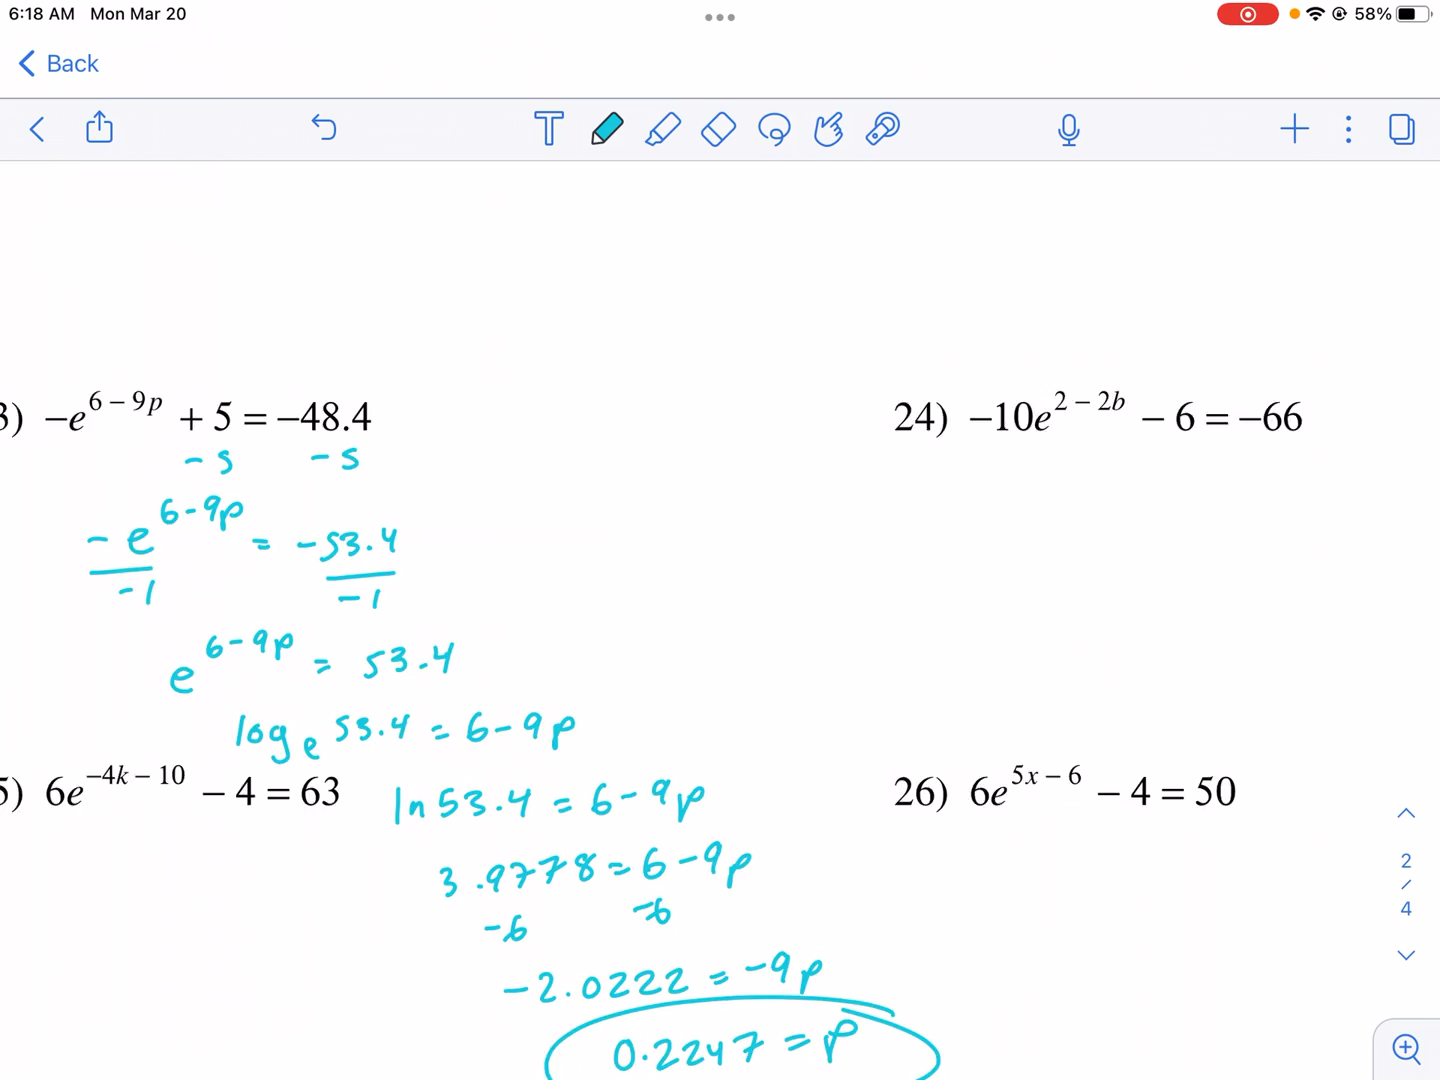 6:18 AM Mon Mar 20
58%
Back
3) −e^{6 − 9p} + 5 = −48.4
- 5 - 5
- e^{6-9p} = -53.4
-1 -1
e^{6-9p} = 53.4
log_e 53.4 = 6-9p
ln 53.4 = 6-9p
3.9778 = 6-9p
-6 -6
-2.0222 = -9p
0.2247 = p
24) −10e^{2 − 2b} − 6 = −66
5) 6e^{−4k − 10} − 4 = 63
26) 6e^{5x − 6} − 4 = 50
2
/
4